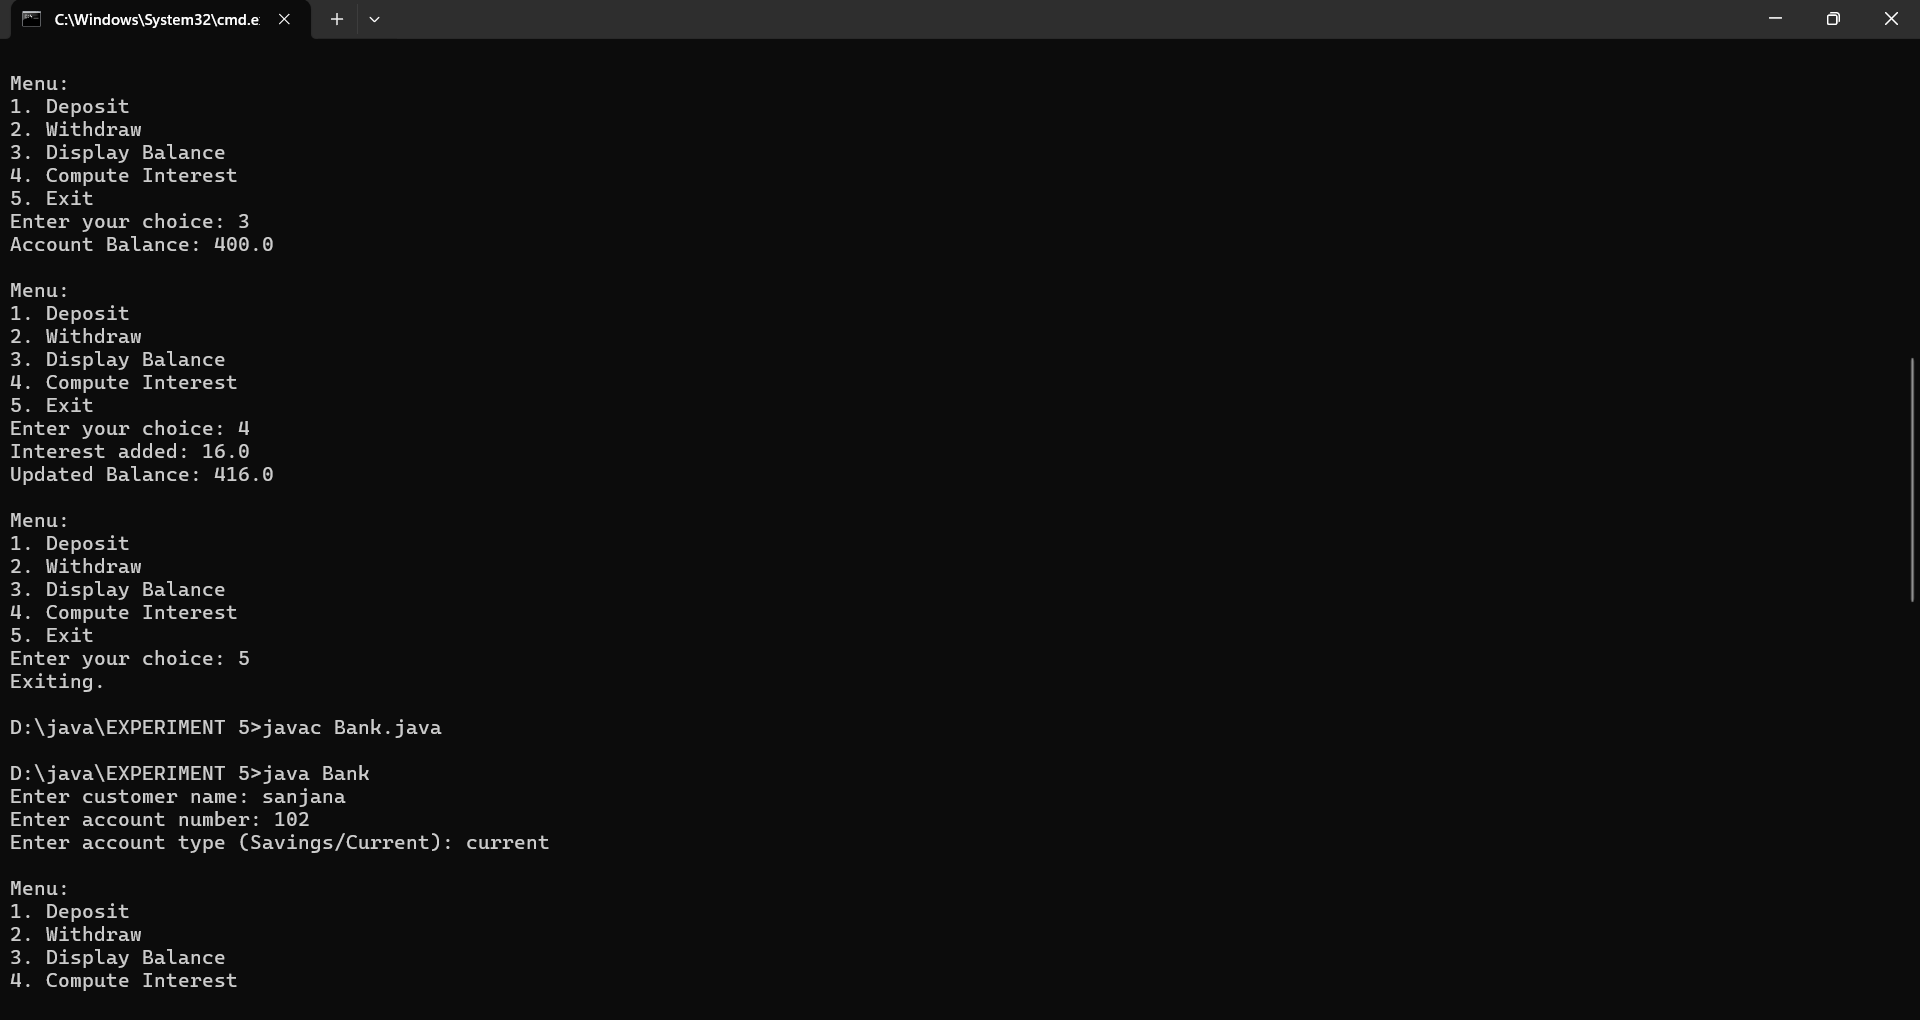 C:\Windows\System32\cmd.e
Menu:
1. Deposit
2. Withdraw
3. Display Balance
4. Compute Interest
5. Exit
Enter your choice: 3
Account Balance: 400.0
Menu:
1. Deposit
2. Withdraw
3. Display Balance
4. Compute Interest
5. Exit
Enter your choice: 4
Interest added: 16.0
Updated Balance: 416.0
Menu:
1. Deposit
2. Withdraw
3. Display Balance
4. Compute Interest
5. Exit
Enter your choice: 5
Exiting.
D:\java\EXPERIMENT 5>javac Bank.java
D:\java\EXPERIMENT 5>java Bank
Enter customer name: sanjana
Enter account number: 102
Enter account type (Savings/Current): current
Menu:
1. Deposit
2. Withdraw
3. Display Balance
4. Compute Interest